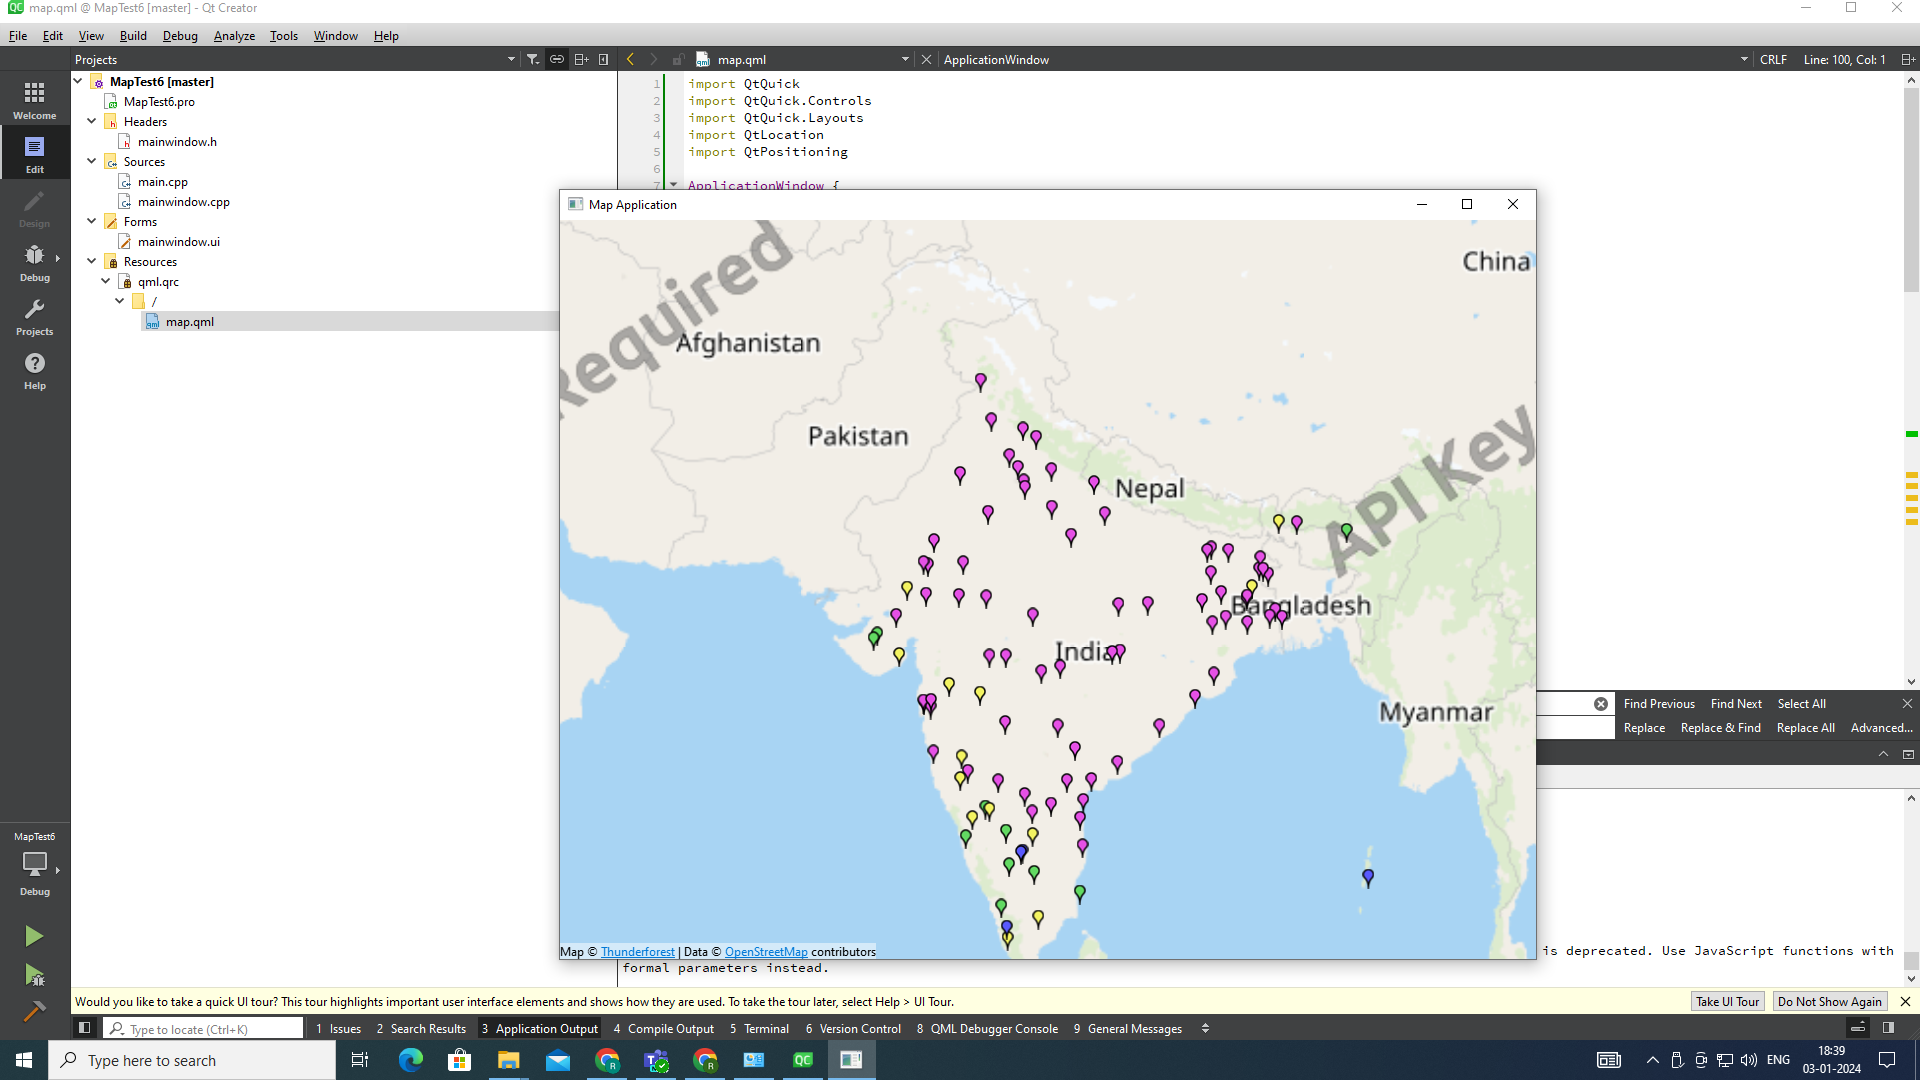 map.qml @ MapTest6 [master] - Qt Creator
File Edit View Build Debug Analyze Tools Window Help
Projects
map.qml
ApplicationWindow
CRLF
Line: 100, Col: 1
Welcome
Edit
Design
Debug
Projects
Help
MapTest6
Debug
MapTest6 [master]
MapTest6.pro
Headers
mainwindow.h
Sources
main.cpp
mainwindow.cpp
Forms
mainwindow.ui
Resources
qml.qrc
/
map.qml
1 import QtQuick
2 import QtQuick.Controls
3 import QtQuick.Layouts
4 import QtLocation
5 import QtPositioning
6
7 ApplicationWindow {
Map Application
Required
China
Afghanistan
Pakistan
API Key
Nepal
Bangladesh
India
Myanmar
Map © Thunderforest | Data © OpenStreetMap contributors
Find Previous Find Next Select All
Replace Replace & Find Replace All Advanced...
is deprecated. Use JavaScript functions with
formal parameters instead.
Would you like to take a quick UI tour? This tour highlights important user interface elements and shows how they are used. To take the tour later, select Help > UI Tour.
Take UI Tour
Do Not Show Again
Type to locate (Ctrl+K)
1 Issues 2 Search Results 3 Application Output 4 Compile Output 5 Terminal 6 Version Control 8 QML Debugger Console 9 General Messages
Type here to search
ENG
18:39
03-01-2024